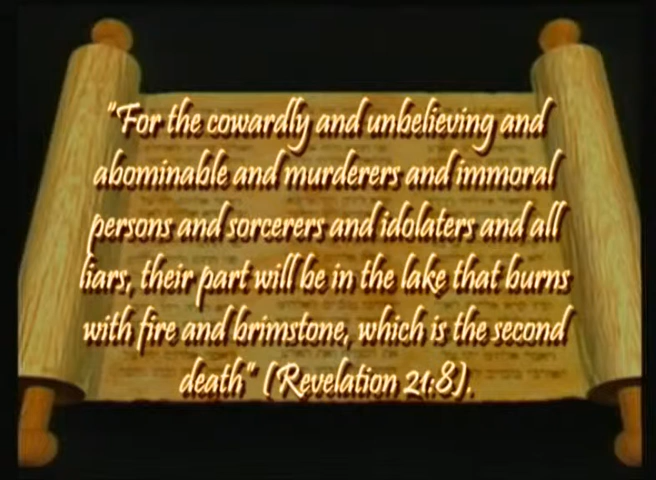 "For the cowardly and unbelieving and
abominable and murderers and immoral
persons and sorcerers and idolaters and all
liars, their part will be in the lake that burns
with fire and brimstone, which is the second
death" (Revelation 21:8).